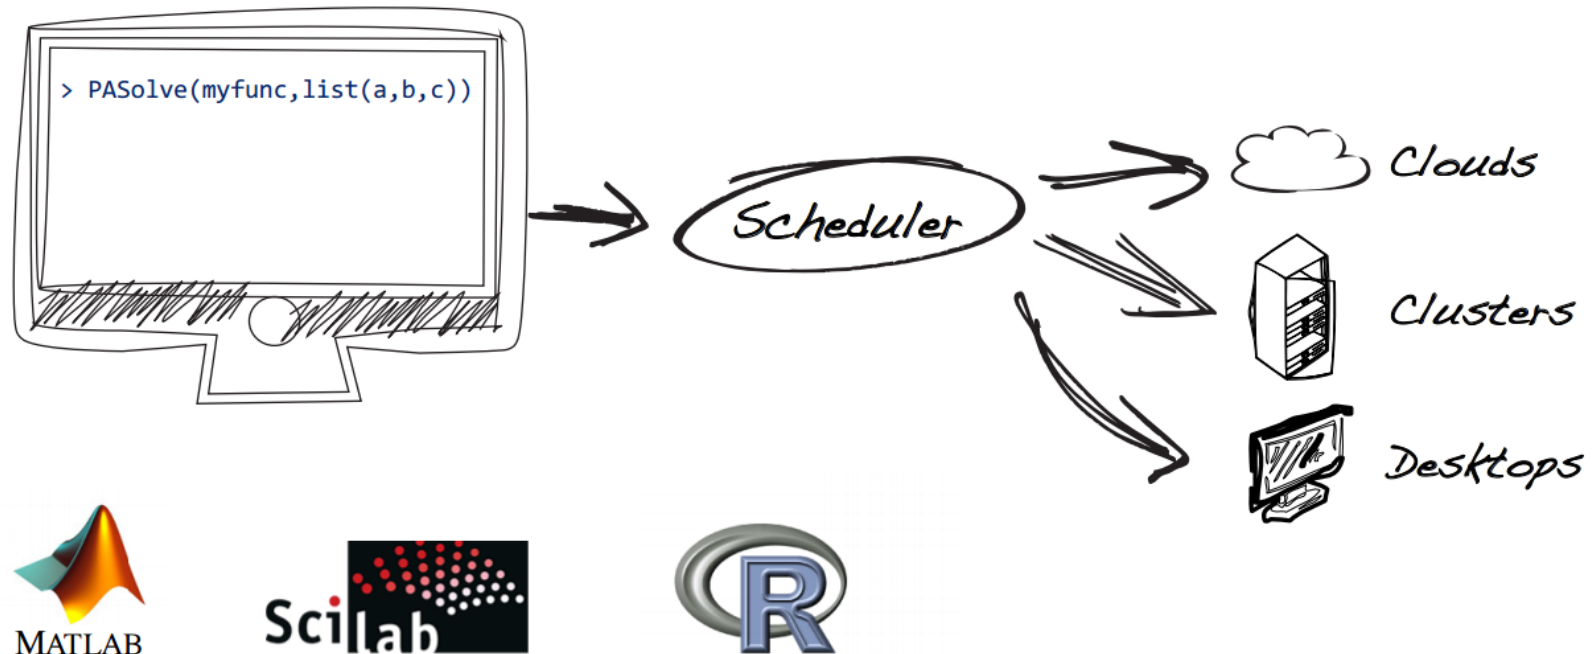 > PASolve(myfunc,list(a,b,c))
Scheduler
Clouds
Clusters
Desktops
MATLAB
Scilab
R